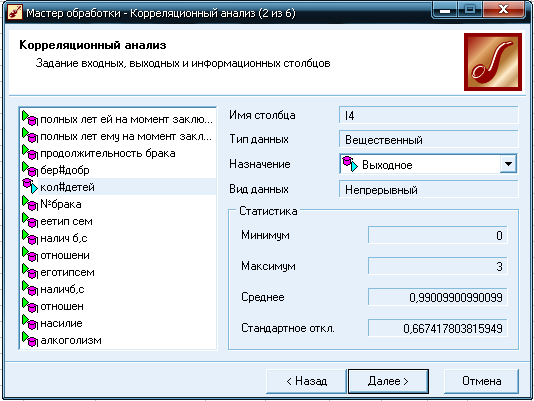 Мастер обработки - Корреляционный анализ (2 из 6)
Корреляционный анализ
Задание входных, выходных и информационных столбцов
полных лет ей на момент заклю...
полных лет ему на момент закл...
продолжительность брака
бер#добр
кол#детей
№брака
еетип сем
налич б,с
отношени
еготипсем
наличб,с
отношен
насилие
алкоголизм
Имя столбца I4
Тип данных Вещественный
Назначение Выходное
Вид данных Непрерывный
Статистика
Минимум 0
Максимум 3
Среднее 0,99009900990099
Стандартное откл. 0,667417803815949
< Назад Далее > Отмена